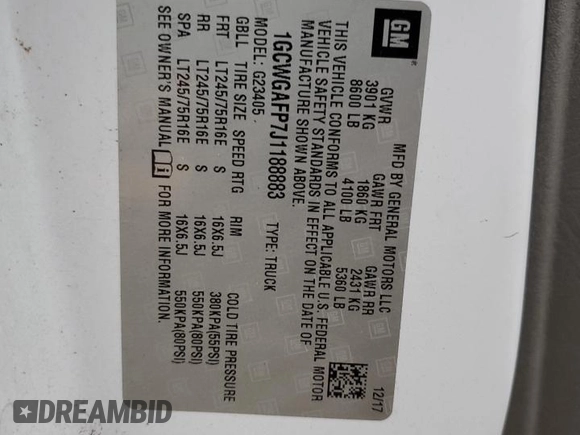 GM
MFD BY GENERAL MOTORS LLC 12/17
GVWR GAWR FRT GAWR RR
3901 KG 1860 KG 2431 KG
8600 LB 4100 LB 5360 LB
THIS VEHICLE CONFORMS TO ALL APPLICABLE U.S. FEDERAL MOTOR
VEHICLE SAFETY STANDARDS IN EFFECT ON THE DATE OF
MANUFACTURE SHOWN ABOVE.
1GCWGAFP7J1188883 TYPE: TRUCK
MODEL: G23405
GBLL TIRE SIZE SPEED RTG RIM COLD TIRE PRESSURE
FRT LT245/75R16E S 16X6.5J 380KPA(55PSI)
RR LT245/75R16E S 16X6.5J 550KPA(80PSI)
SPA LT245/75R16E S 16X6.5J 550KPA(80PSI)
SEE OWNER'S MANUAL FOR MORE INFORMATION.
DREAMBID